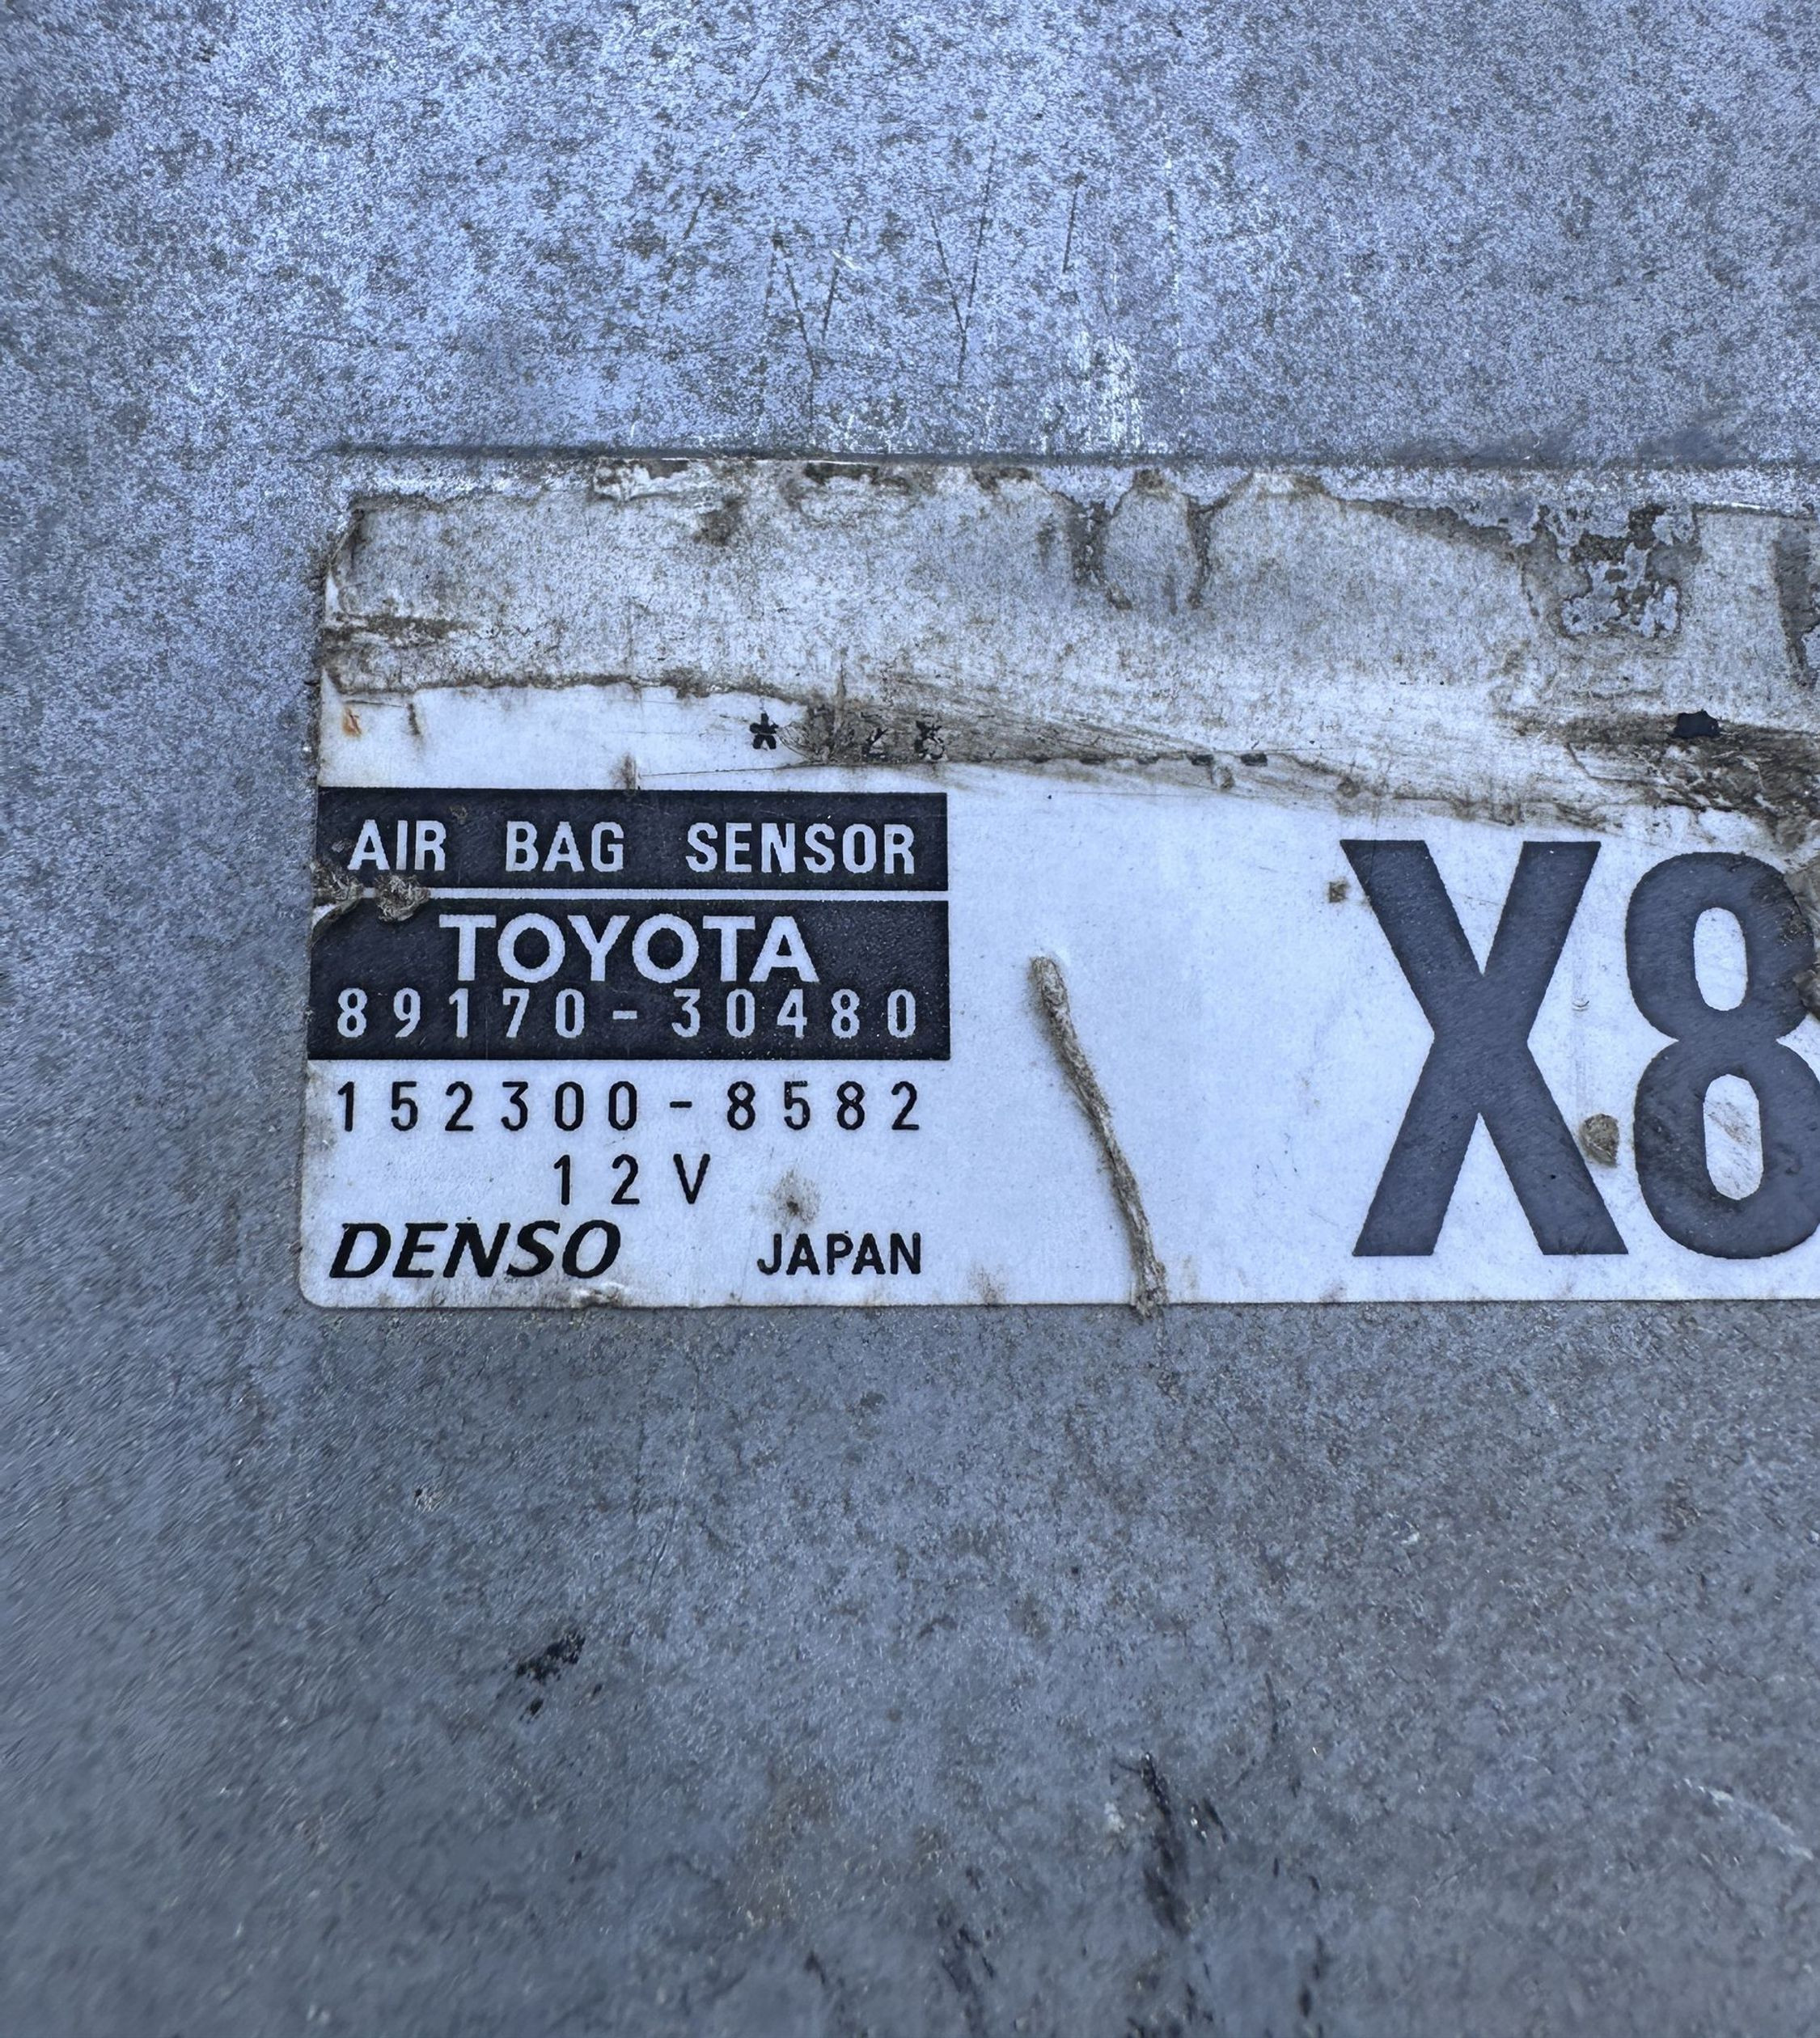 AIR BAG SENSOR
TOYOTA
89170-30480
152300-8582
12V
DENSO JAPAN
X8